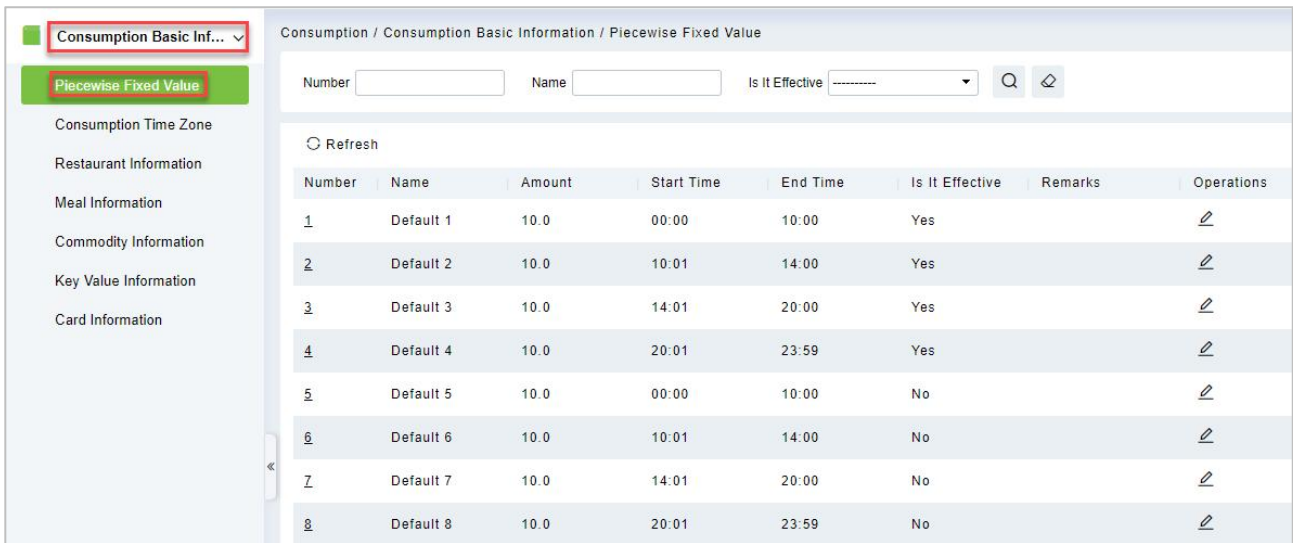 Consumption Basic Inf...
Piecewise Fixed Value
Consumption Time Zone
Restaurant Information
Meal Information
Commodity Information
Key Value Information
Card Information
Consumption / Consumption Basic Information / Piecewise Fixed Value
Number Name Is It Effective ----------
Refresh
Number Name Amount Start Time End Time Is It Effective Remarks Operations
1 Default 1 10.0 00:00 10:00 Yes
2 Default 2 10.0 10:01 14:00 Yes
3 Default 3 10.0 14:01 20:00 Yes
4 Default 4 10.0 20:01 23:59 Yes
5 Default 5 10.0 00:00 10:00 No
6 Default 6 10.0 10:01 14:00 No
7 Default 7 10.0 14:01 20:00 No
8 Default 8 10.0 20:01 23:59 No